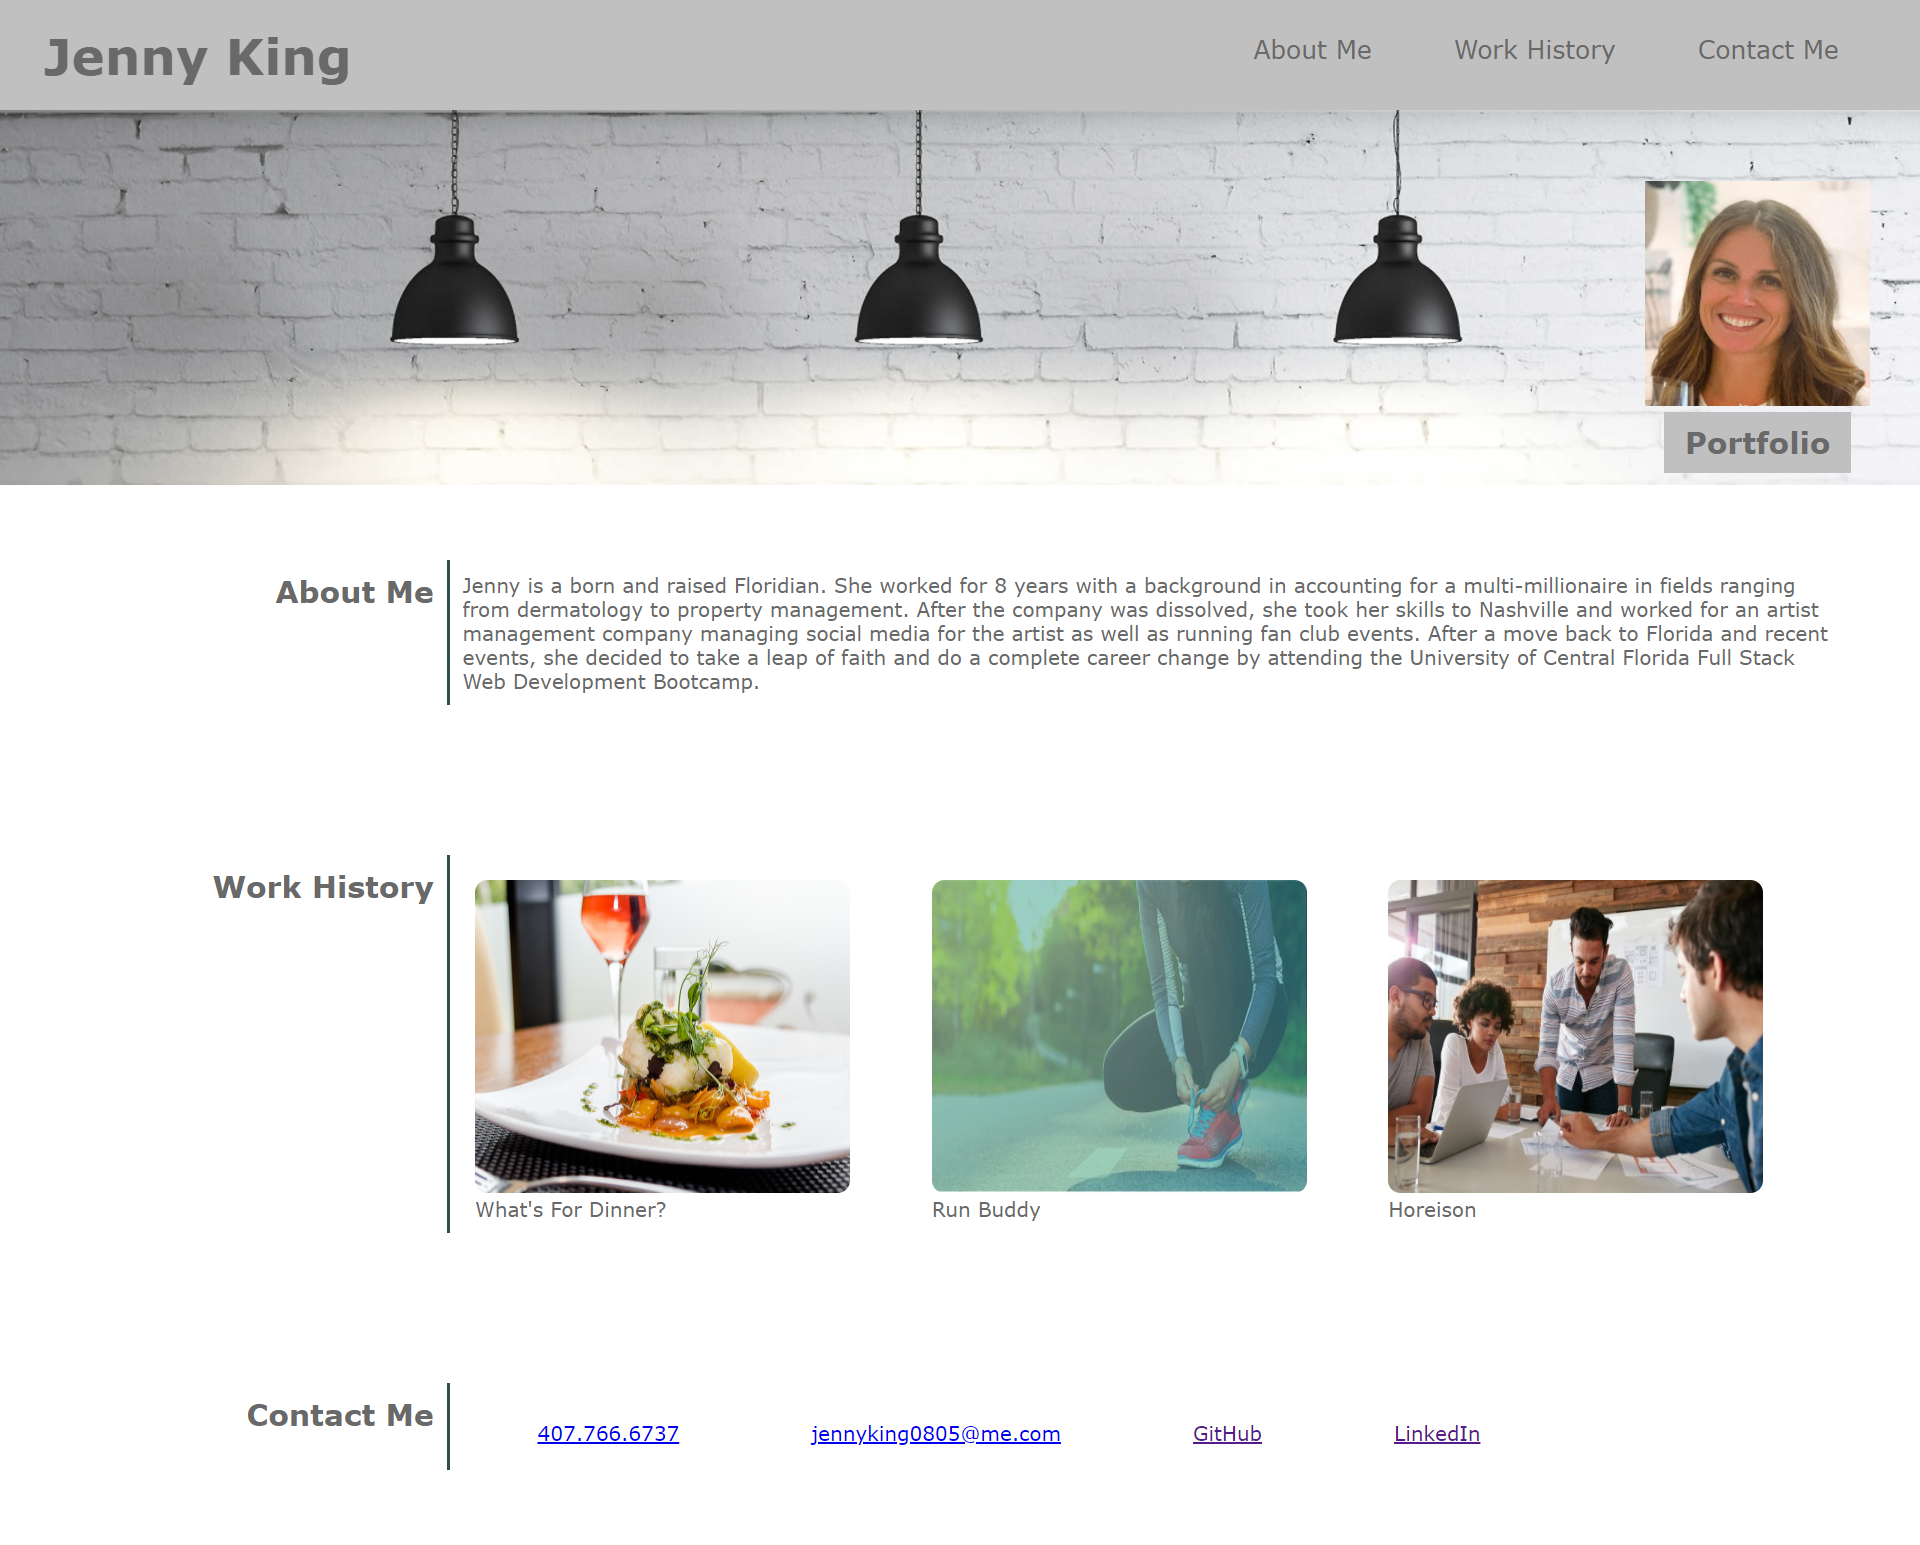 Jenny King
About Me
Work History
Contact Me
Portfolio
About Me
Jenny is a born and raised Floridian. She worked for 8 years with a background in accounting for a multi-millionaire in fields ranging
from dermatology to property management. After the company was dissolved, she took her skills to Nashville and worked for an artist
management company managing social media for the artist as well as running fan club events. After a move back to Florida and recent
events, she decided to take a leap of faith and do a complete career change by attending the University of Central Florida Full Stack
Web Development Bootcamp.
Work History
What's For Dinner?
Run Buddy
Horeison
Contact Me
407.766.6737
jennyking0805@me.com
GitHub
LinkedIn